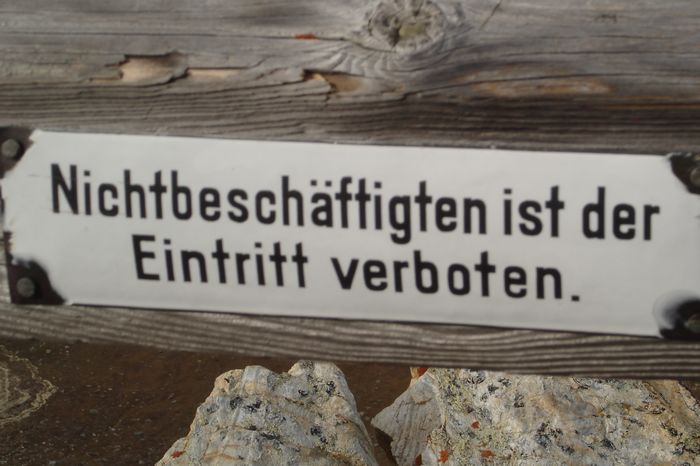 Nichtbeschäftigten ist der
Eintritt verboten.